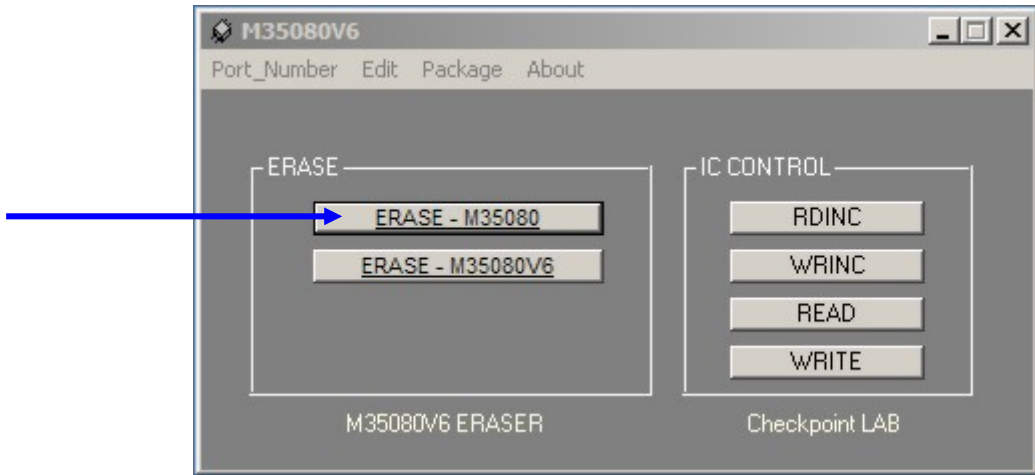 M35080V6
Port_Number Edit Package About
ERASE
ERASE - M35080
ERASE - M35080V6
M35080V6 ERASER
IC CONTROL
RDINC
WRINC
READ
WRITE
Checkpoint LAB